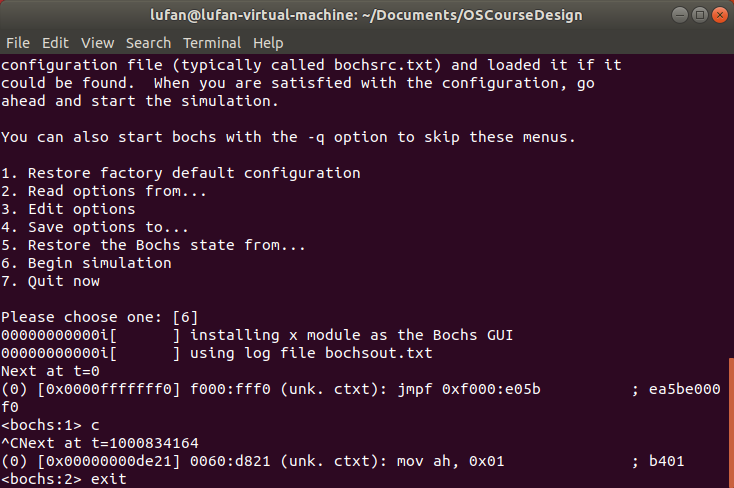 lufan@lufan-virtual-machine: ~/Documents/OSCourseDesign
File Edit View Search Terminal Help
configuration file (typically called bochsrc.txt) and loaded it if it
could be found.  When you are satisfied with the configuration, go
ahead and start the simulation.

You can also start bochs with the -q option to skip these menus.

1. Restore factory default configuration
2. Read options from...
3. Edit options
4. Save options to...
5. Restore the Bochs state from...
6. Begin simulation
7. Quit now

Please choose one: [6]
00000000000i[      ] installing x module as the Bochs GUI
00000000000i[      ] using log file bochsout.txt
Next at t=0
(0) [0x0000fffffff0] f000:fff0 (unk. ctxt): jmpf 0xf000:e05b          ; ea5be000
f0
<bochs:1> c
^CNext at t=1000834164
(0) [0x00000000de21] 0060:d821 (unk. ctxt): mov ah, 0x01              ; b401
<bochs:2> exit